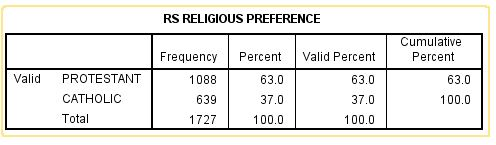 RS RELIGIOUS PREFERENCE
Frequency Percent Valid Percent Cumulative Percent
Valid PROTESTANT 1088 63.0 63.0 63.0
CATHOLIC 639 37.0 37.0 100.0
Total 1727 100.0 100.0